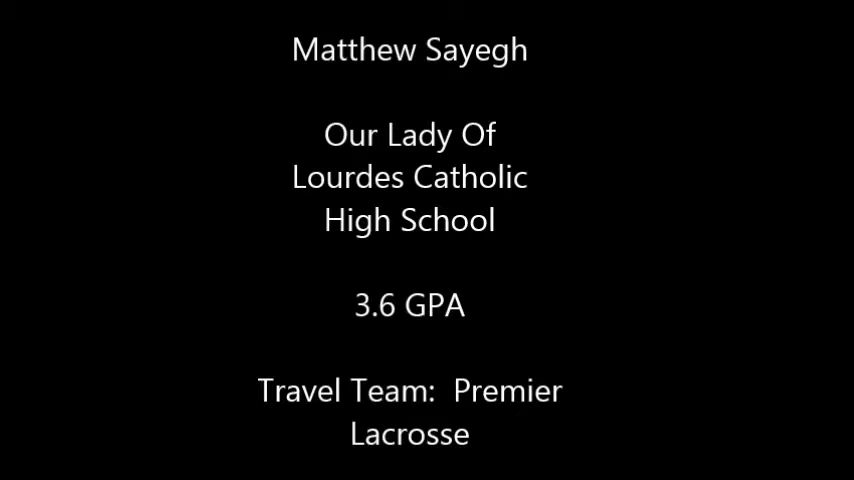 Matthew Sayegh
Our Lady Of
Lourdes Catholic
High School
3.6 GPA
Travel Team:  Premier
Lacrosse